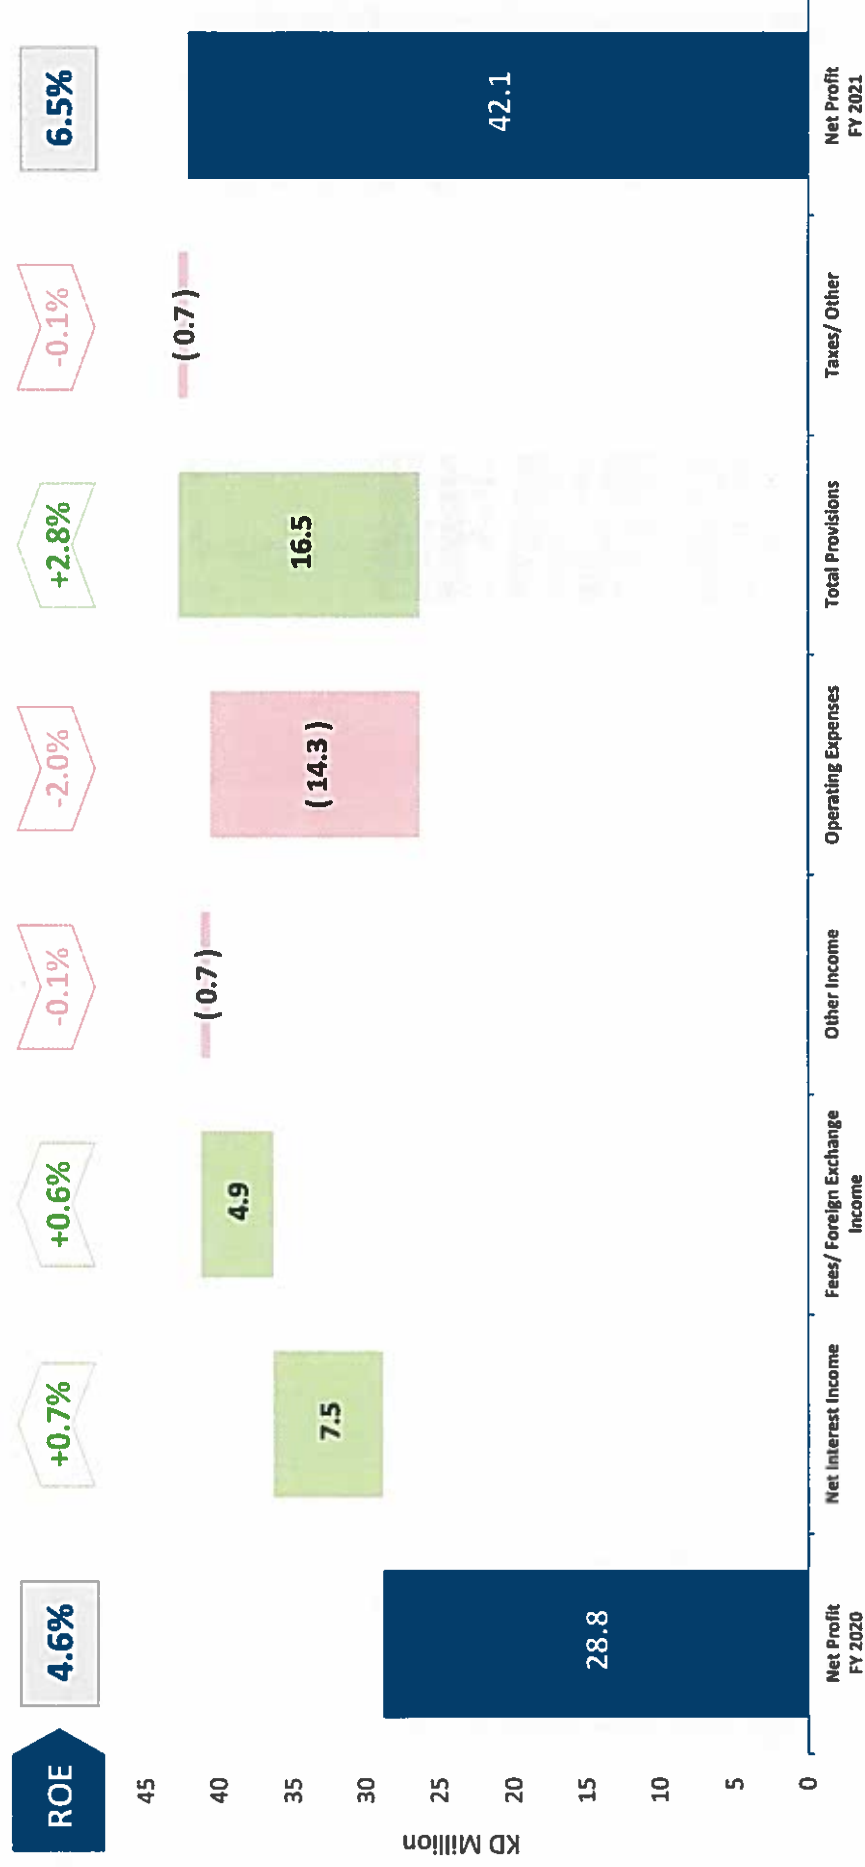 ROE
4.6%
+0.7%
+0.6%
-0.1%
-2.0%
+2.8%
-0.1%
6.5%
KD Million
45
40
35
30
25
20
15
10
5
0
28.8
7.5
4.9
( 0.7 )
( 14.3 )
16.5
( 0.7 )
42.1
Net Profit
FY 2020
Net Interest Income
Fees/ Foreign Exchange
Income
Other Income
Operating Expenses
Total Provisions
Taxes/ Other
Net Profit
FY 2021